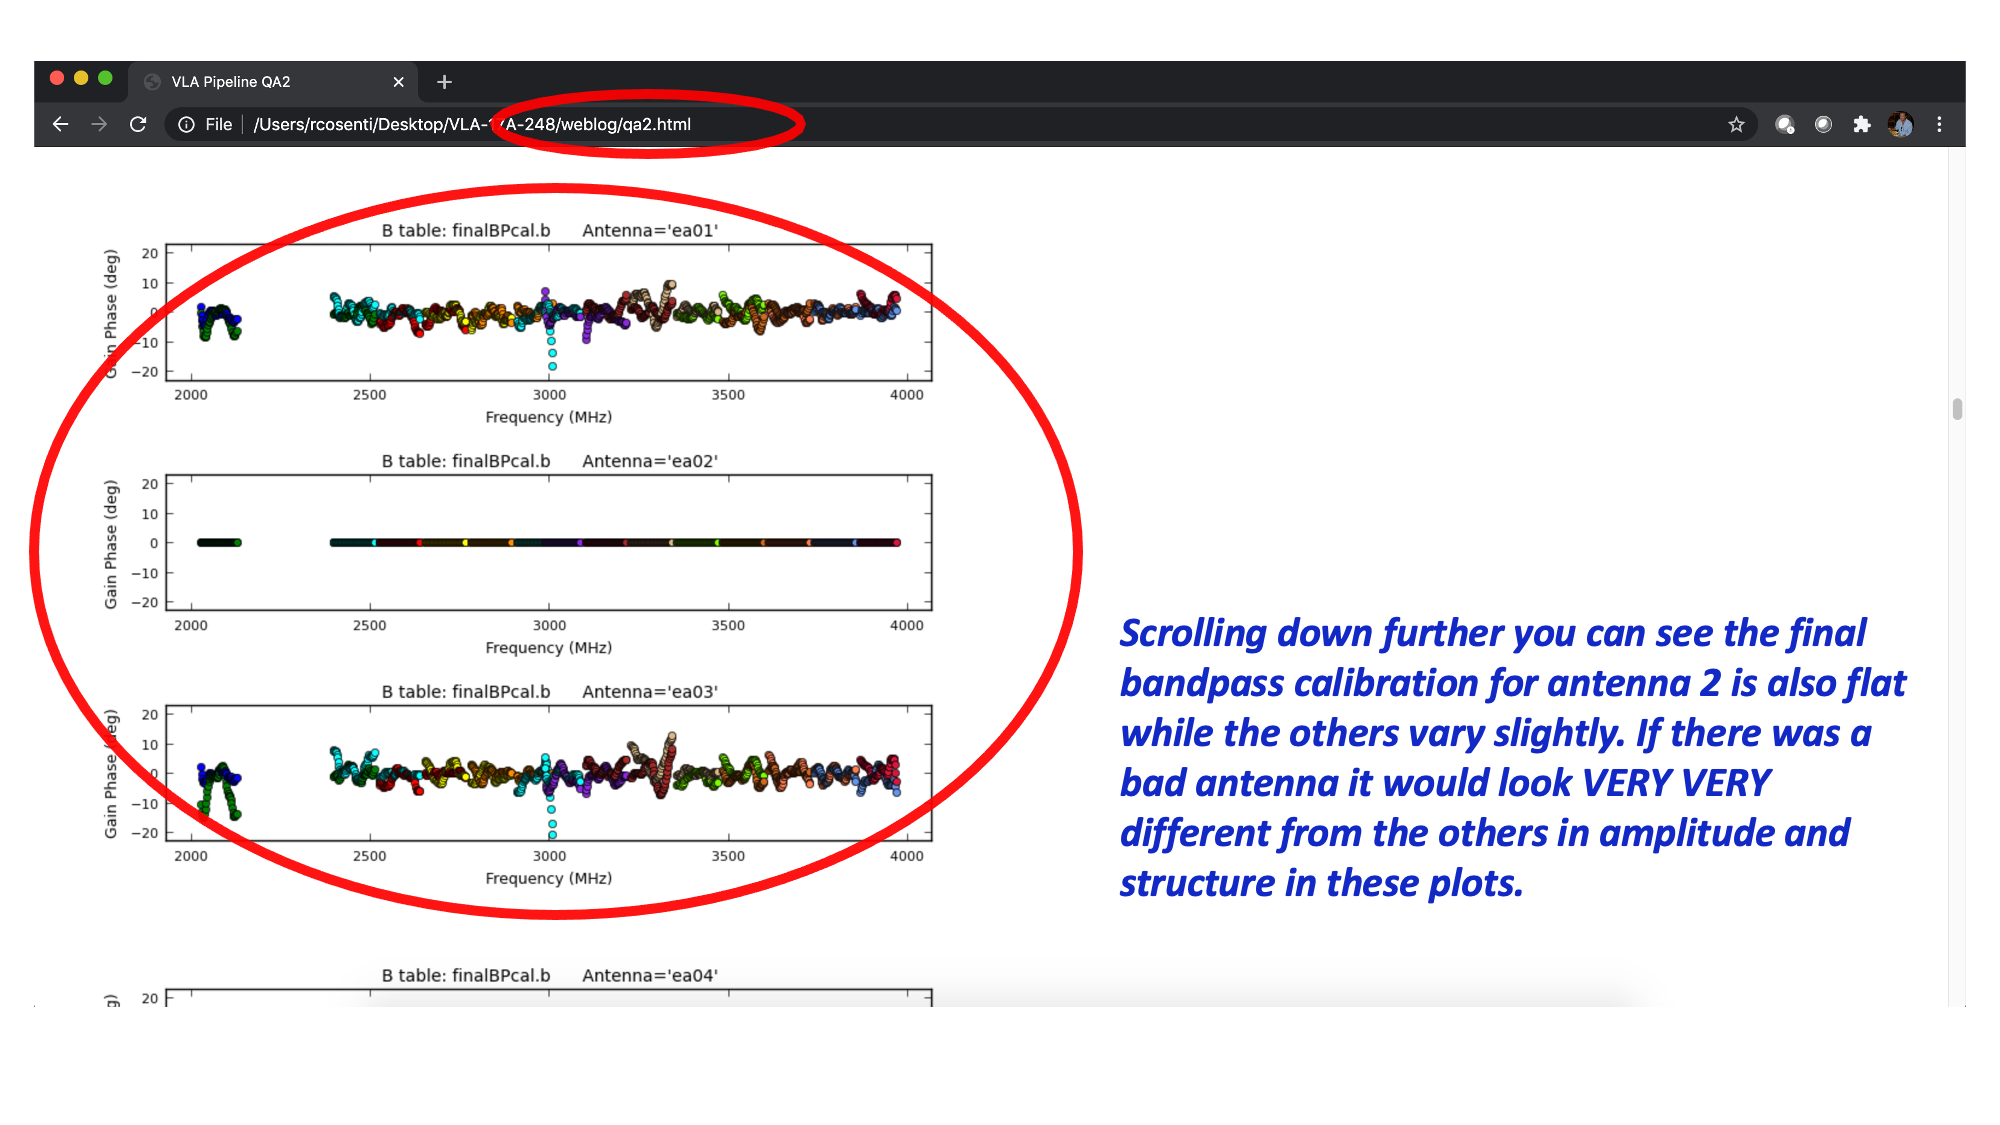 VLA Pipeline QA2
File /Users/rcosenti/Desktop/VLA-17A-248/weblog/qa2.html
B table: finalBPcal.b Antenna='ea01'
Gain Phase (deg)
20
10
0
−10
−20
2000 2500 3000 3500 4000
Frequency (MHz)
B table: finalBPcal.b Antenna='ea02'
Gain Phase (deg)
20
10
0
−10
−20
2000 2500 3000 3500 4000
Frequency (MHz)
B table: finalBPcal.b Antenna='ea03'
Gain Phase (deg)
20
10
0
−10
−20
2000 2500 3000 3500 4000
Frequency (MHz)
Scrolling down further you can see the final
bandpass calibration for antenna 2 is also flat
while the others vary slightly. If there was a
bad antenna it would look VERY VERY
different from the others in amplitude and
structure in these plots.
B table: finalBPcal.b Antenna='ea04'
g)
20